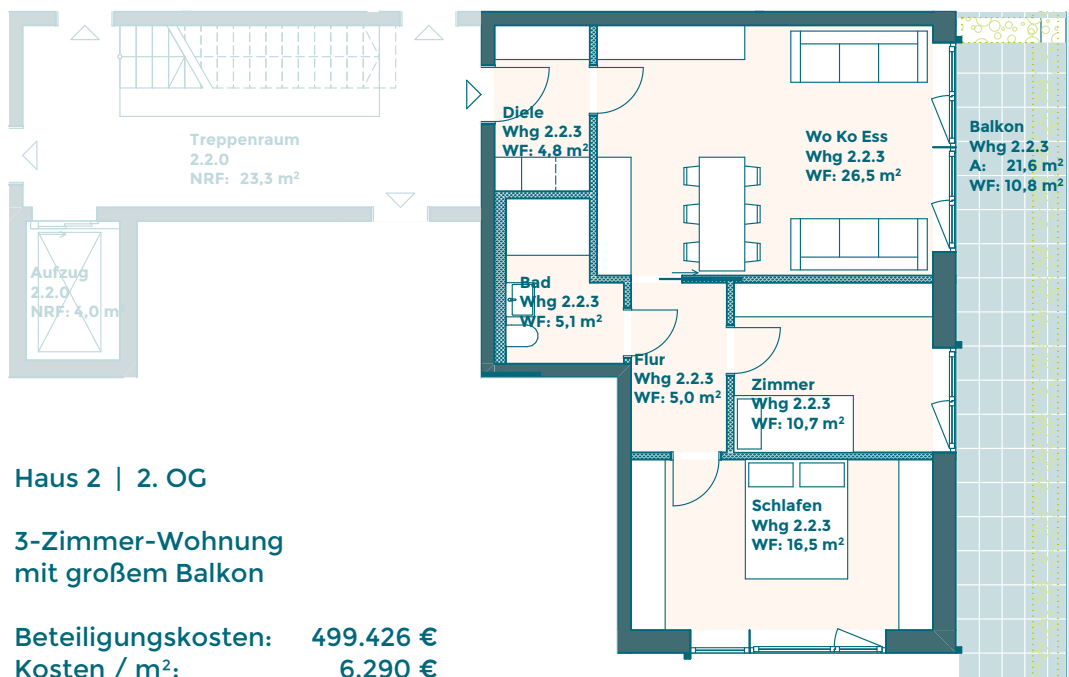 Treppenraum
2.2.0
NRF: 23,3 m²
Aufzug
2.2.0
NRF: 4,0 m
Diele
Whg 2.2.3
WF: 4,8 m²
Wo Ko Ess
Whg 2.2.3
WF: 26,5 m²
Balkon
Whg 2.2.3
A: 21,6 m²
WF: 10,8 m²
Bad
Whg 2.2.3
WF: 5,1 m²
Flur
Whg 2.2.3
WF: 5,0 m²
Zimmer
Whg 2.2.3
WF: 10,7 m²
Schlafen
Whg 2.2.3
WF: 16,5 m²
Haus 2 | 2. OG
3-Zimmer-Wohnung
mit großem Balkon
Beteiligungskosten: 499.426 €
Kosten / m²: 6.290 €